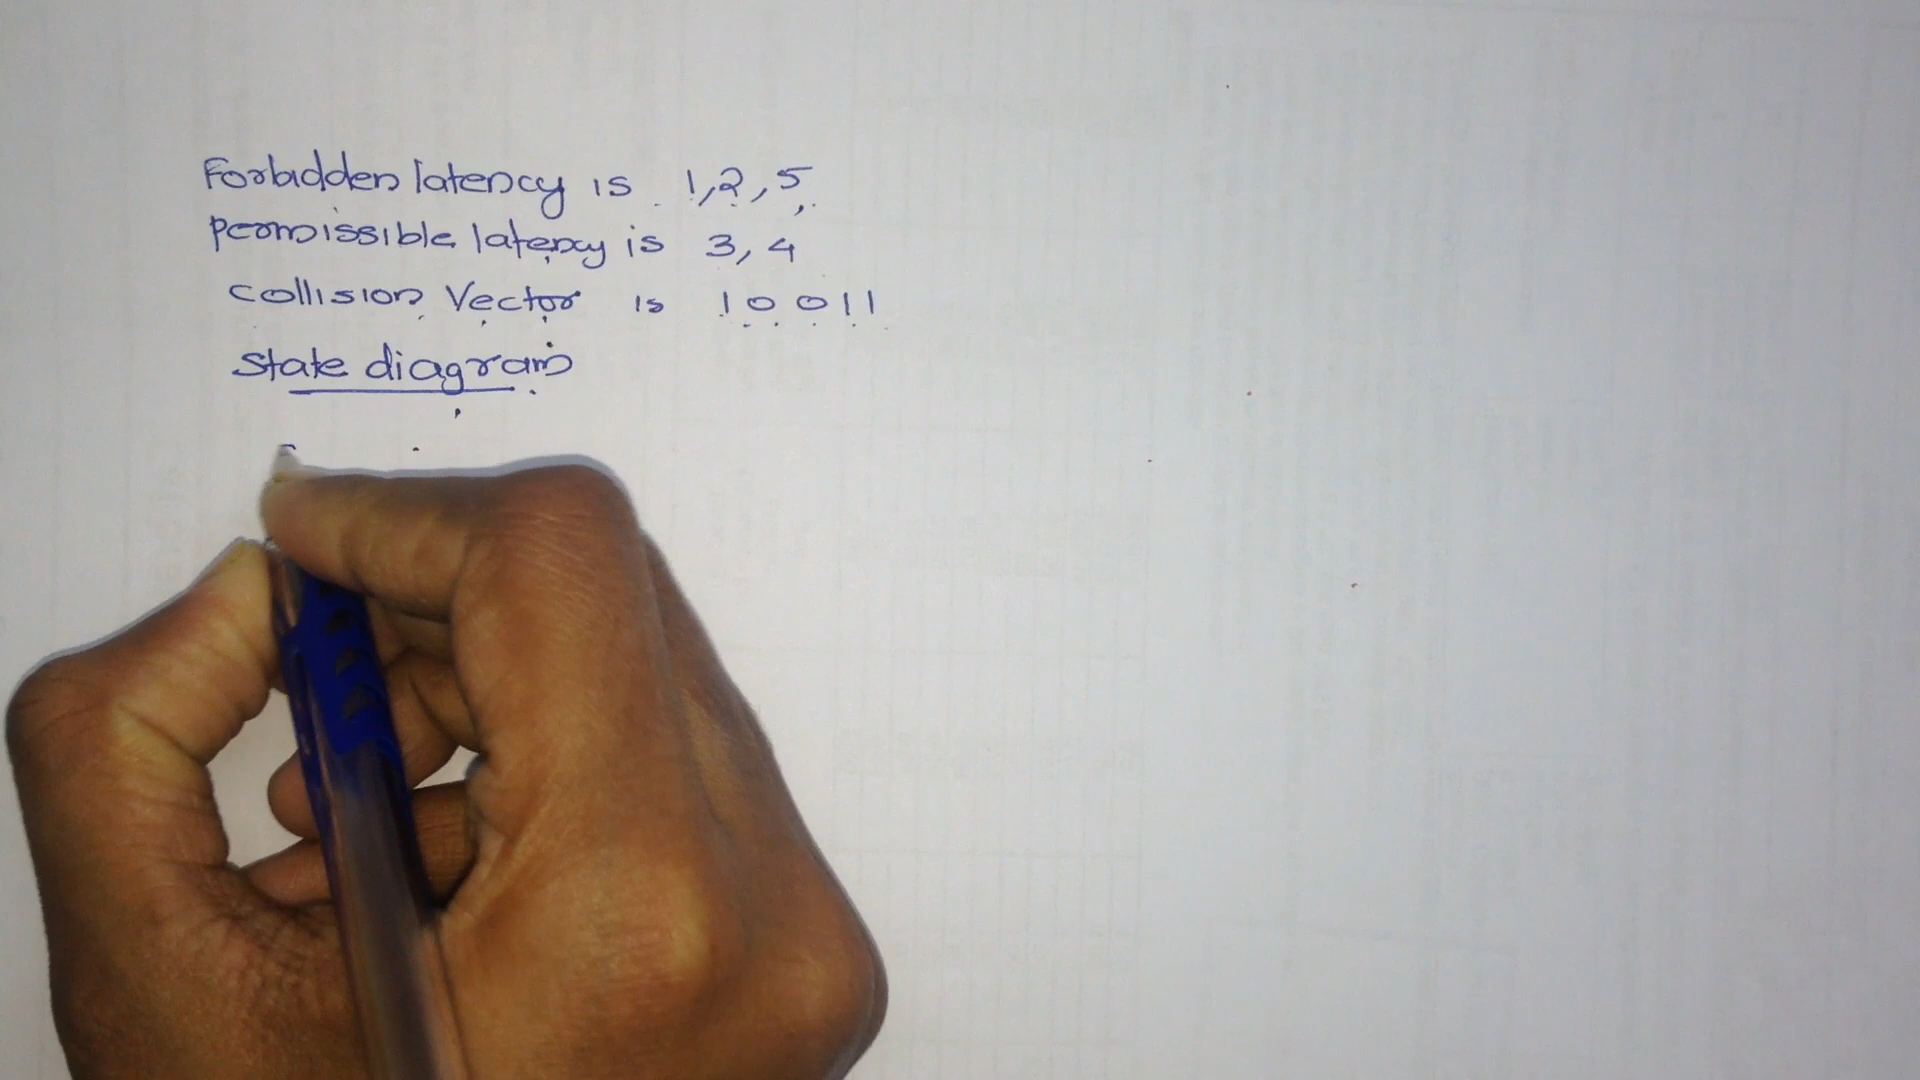 Forbidden latency is 1,2,5
permissible latency is 3,4
collision Vector is 10011
state diagram